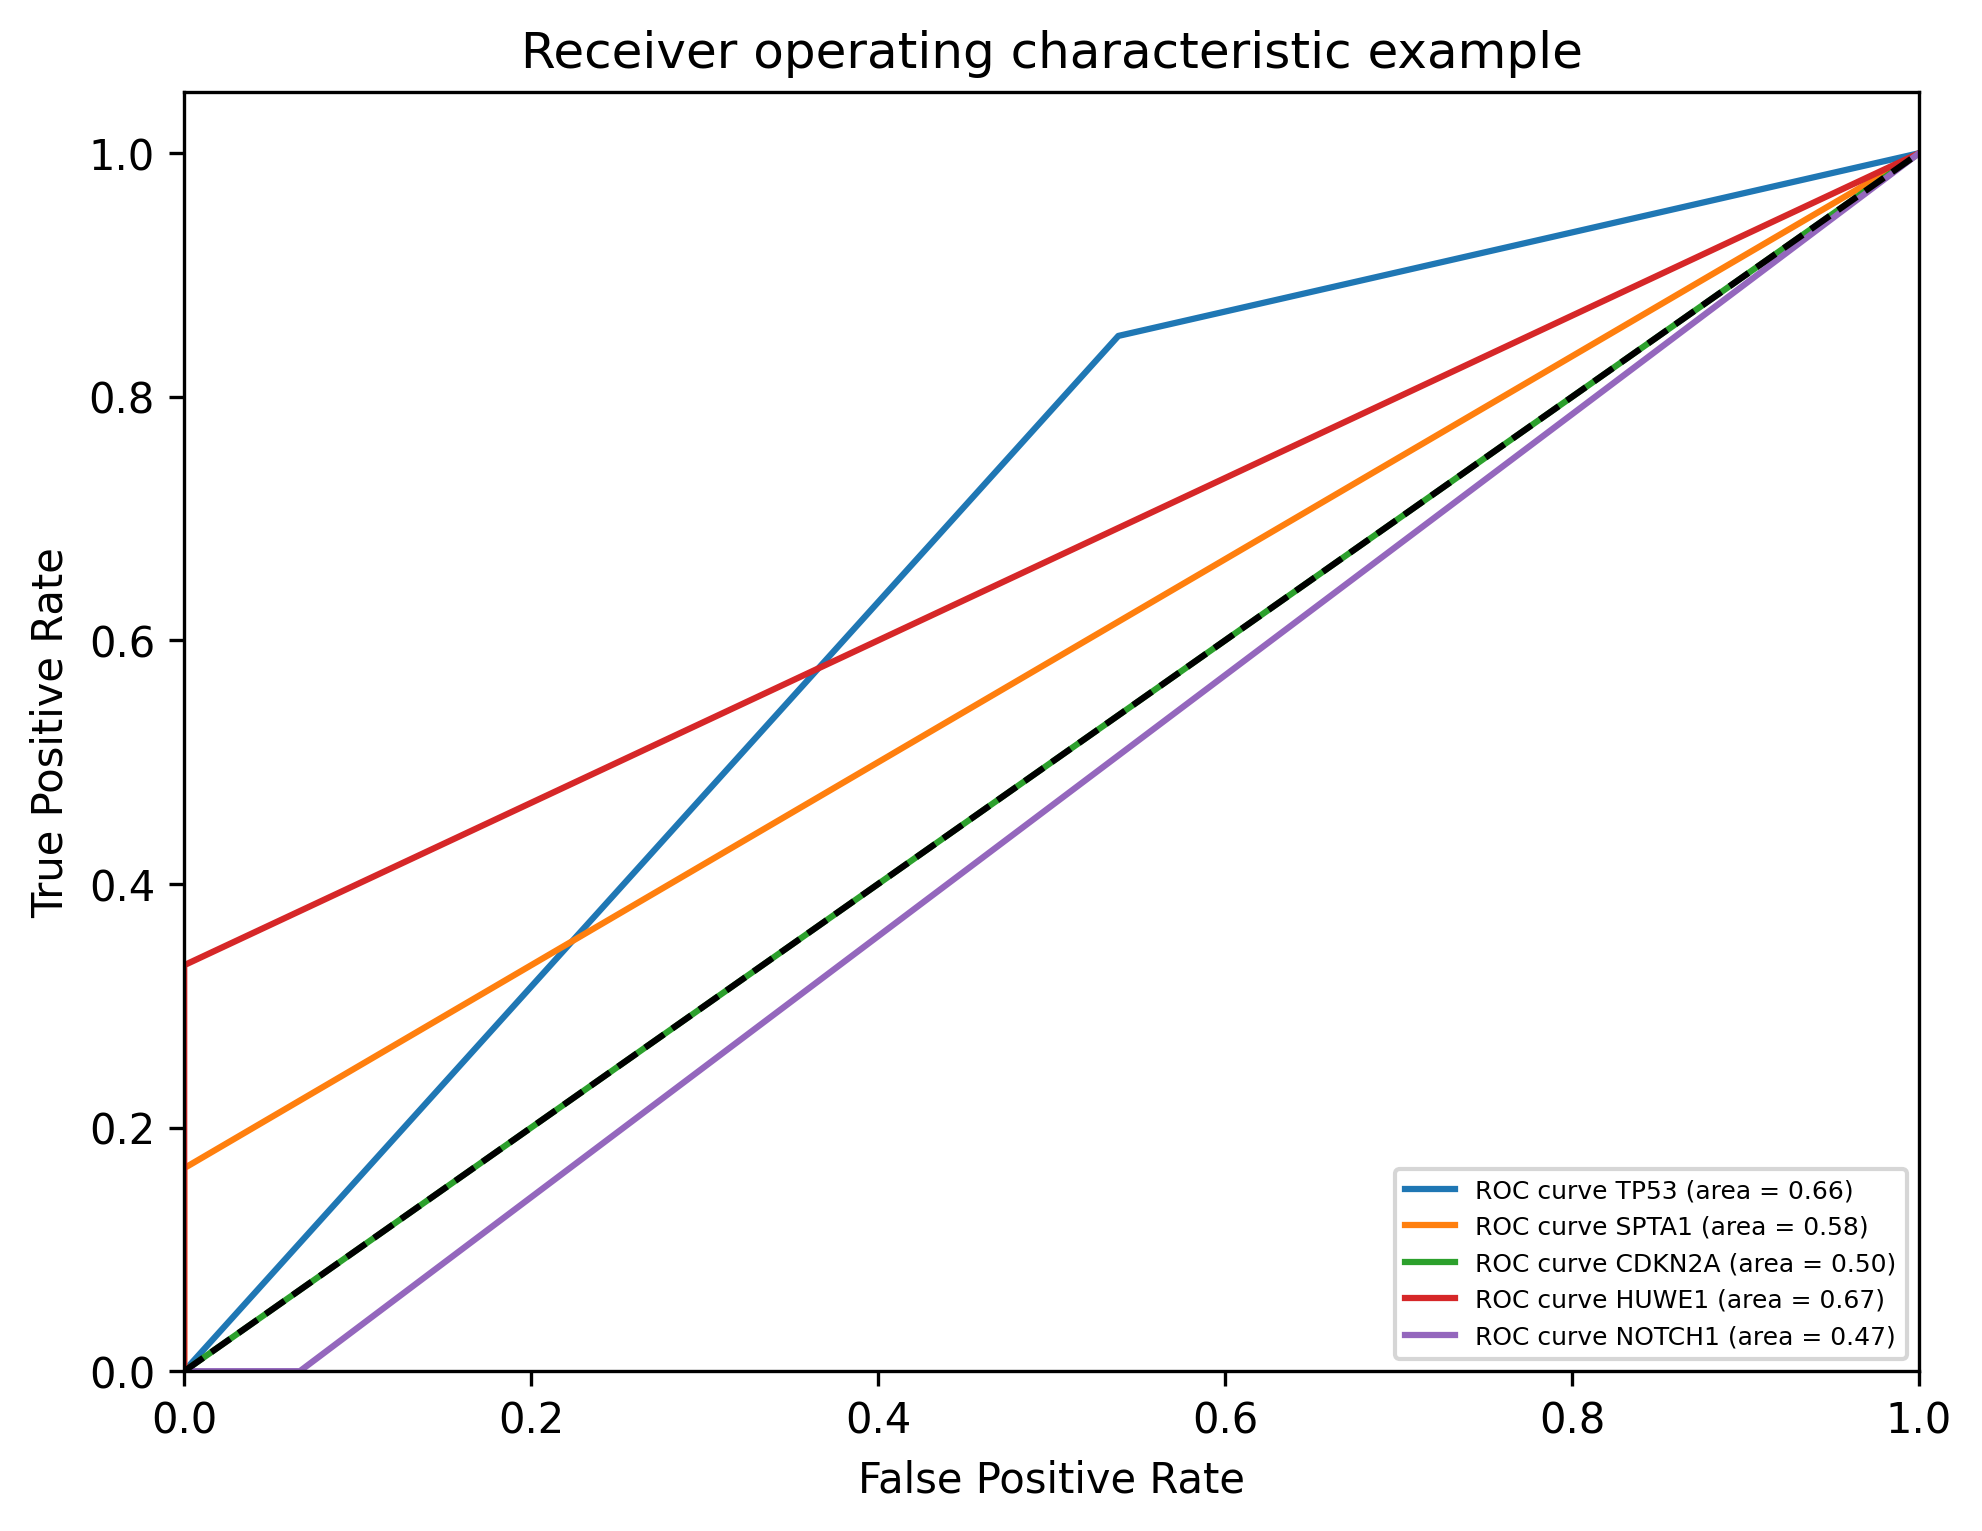 Receiver operating characteristic example
True Positive Rate
1.0
0.8
0.6
0.4
0.2
0.0
ROC curve TP53 (area = 0.66)
ROC curve SPTA1 (area = 0.58)
ROC curve CDKN2A (area = 0.50)
ROC curve HUWE1 (area = 0.67)
ROC curve NOTCH1 (area = 0.47)
0.0 0.2 0.4 0.6 0.8 1.0
False Positive Rate